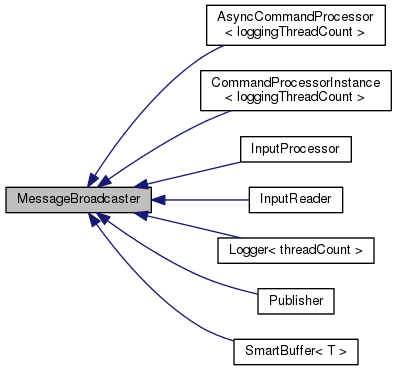 AsyncCommandProcessor
< loggingThreadCount >
CommandProcessorInstance
< loggingThreadCount >
InputProcessor
MessageBroadcaster
InputReader
Logger< threadCount >
Publisher
SmartBuffer< T >